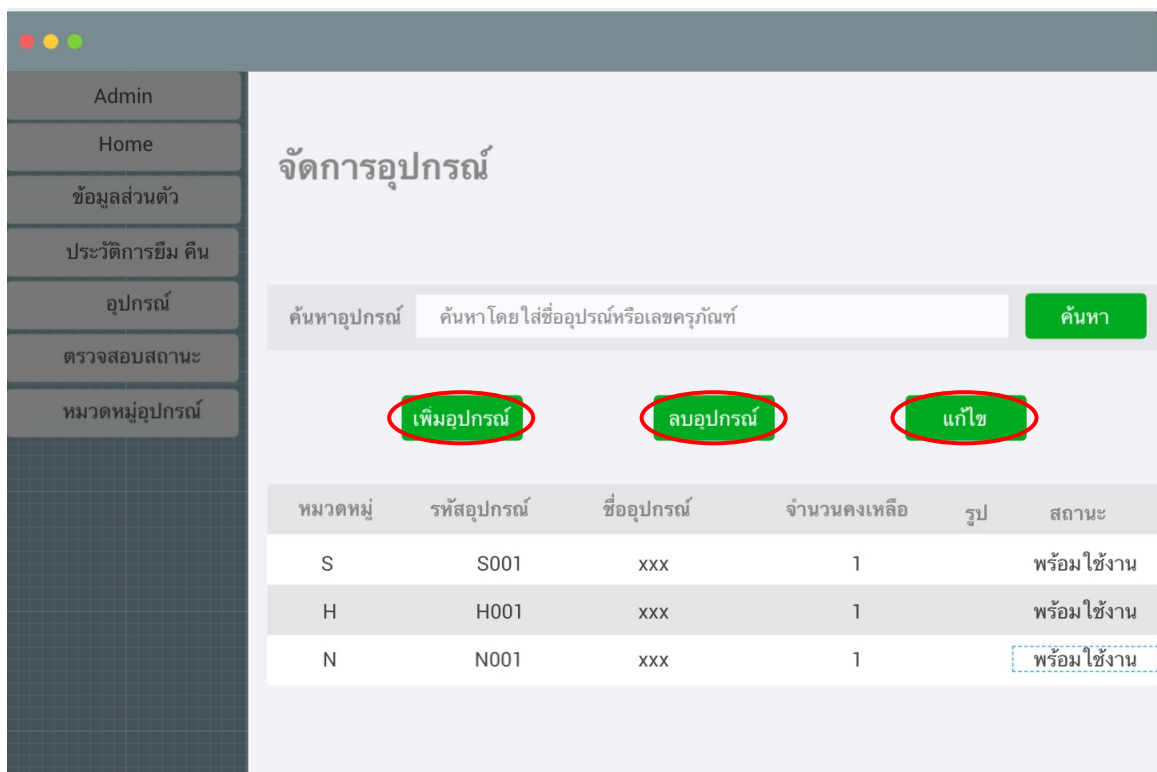 Admin
Home
ข้อมูลส่วนตัว
ประวัติการยืม คืน
อุปกรณ์
ตรวจสอบสถานะ
หมวดหมู่อุปกรณ์
จัดการอุปกรณ์
ค้นหาอุปกรณ์ ค้นหาโดยใส่ชื่ออุปรณ์หรือเลขครุภัณฑ์ ค้นหา
เพิ่มอุปกรณ์ ลบอุปกรณ์ แก้ไข
หมวดหมู่ รหัสอุปกรณ์ ชื่ออุปกรณ์ จำนวนคงเหลือ รูป สถานะ
S S001 xxx 1 พร้อมใช้งาน
H H001 xxx 1 พร้อมใช้งาน
N N001 xxx 1 พร้อมใช้งาน